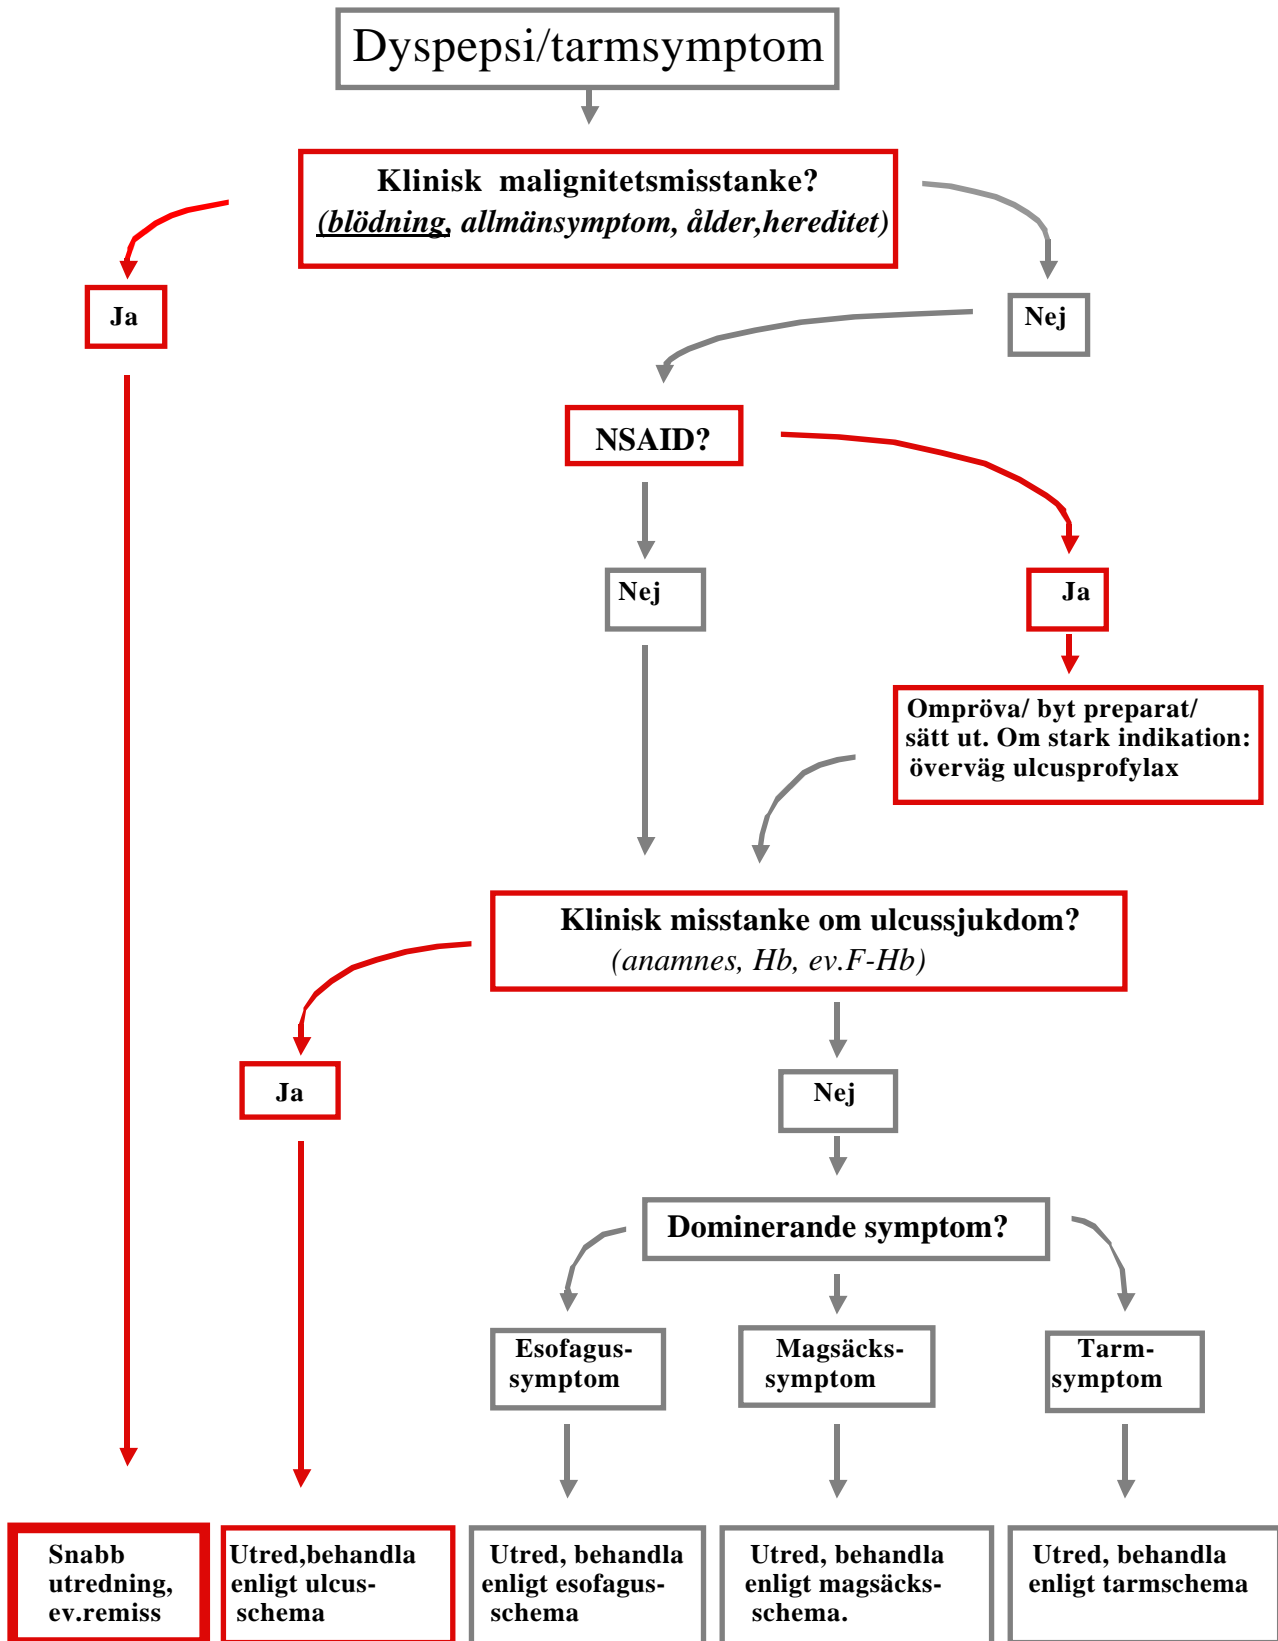 Dyspepsi/tarmsymptom
Klinisk malignitetsmisstanke?
(blödning, allmänsymptom, ålder,hereditet)
Ja
Nej
NSAID?
Nej
Ja
Ompröva/ byt preparat/
sätt ut. Om stark indikation:
överväg ulcusprofylax
Klinisk misstanke om ulcussjukdom?
(anamnes, Hb, ev.F-Hb)
Ja
Nej
Dominerande symptom?
Esofagus-
symptom
Magsäcks-
symptom
Tarm-
symptom
Snabb
utredning,
ev.remiss
Utred,behandla
enligt ulcus-
schema
Utred, behandla
enligt esofagus-
schema
Utred, behandla
enligt magsäcks-
schema.
Utred, behandla
enligt tarmschema